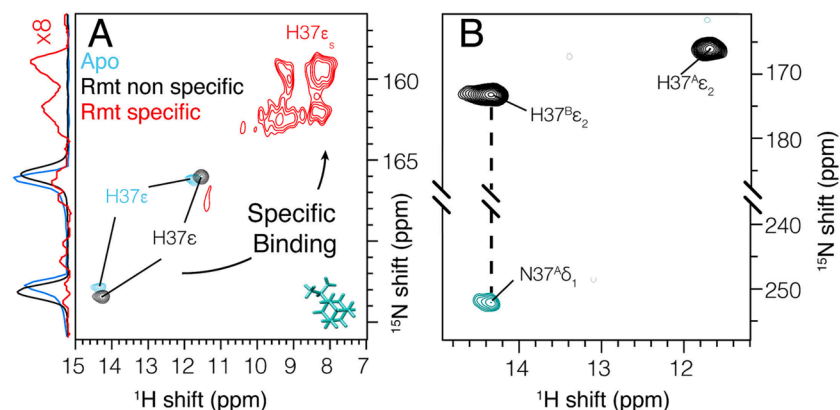 x8
A
Apo
Rmt non specific
Rmt specific
H37εs
H37ε
H37ε
Specific
Binding
160
165
15N shift (ppm)
15 14 13 12 11 10 9 8 7
1H shift (ppm)
B
H37Aε2
H37Bε2
N37Aδ1
170
180
240
250
15N shift (ppm)
14 13 12
1H shift (ppm)